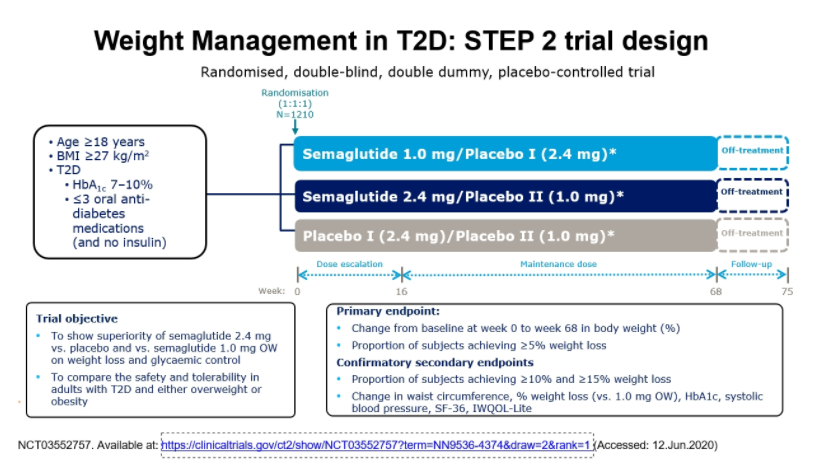 Weight Management in T2D: STEP 2 trial design
Randomised, double-blind, double dummy, placebo-controlled trial
Randomisation
(1:1:1)
N=1210
• Age ≥18 years
• BMI ≥27 kg/m²
• T2D
• HbA1c 7–10%
• ≤3 oral anti-
diabetes
medications
(and no insulin)
Semaglutide 1.0 mg/Placebo I (2.4 mg)*
Off-treatment
Semaglutide 2.4 mg/Placebo II (1.0 mg)*
Off-treatment
Placebo I (2.4 mg)/Placebo II (1.0 mg)*
Off-treatment
Dose escalation Maintenance dose Follow-up
Week: 0 16 68 75
Trial objective
• To show superiority of semaglutide 2.4 mg
vs. placebo and vs. semaglutide 1.0 mg OW
on weight loss and glycaemic control
• To compare the safety and tolerability in
adults with T2D and either overweight or
obesity
Primary endpoint:
• Change from baseline at week 0 to week 68 in body weight (%)
• Proportion of subjects achieving ≥5% weight loss
Confirmatory secondary endpoints
• Proportion of subjects achieving ≥10% and ≥15% weight loss
• Change in waist circumference, % weight loss (vs. 1.0 mg OW), HbA1c, systolic
blood pressure, SF-36, IWQOL-Lite
NCT03552757. Available at: https://clinicaltrials.gov/ct2/show/NCT03552757?term=NN9536-4374&draw=2&rank=1 (Accessed: 12.Jun.2020)